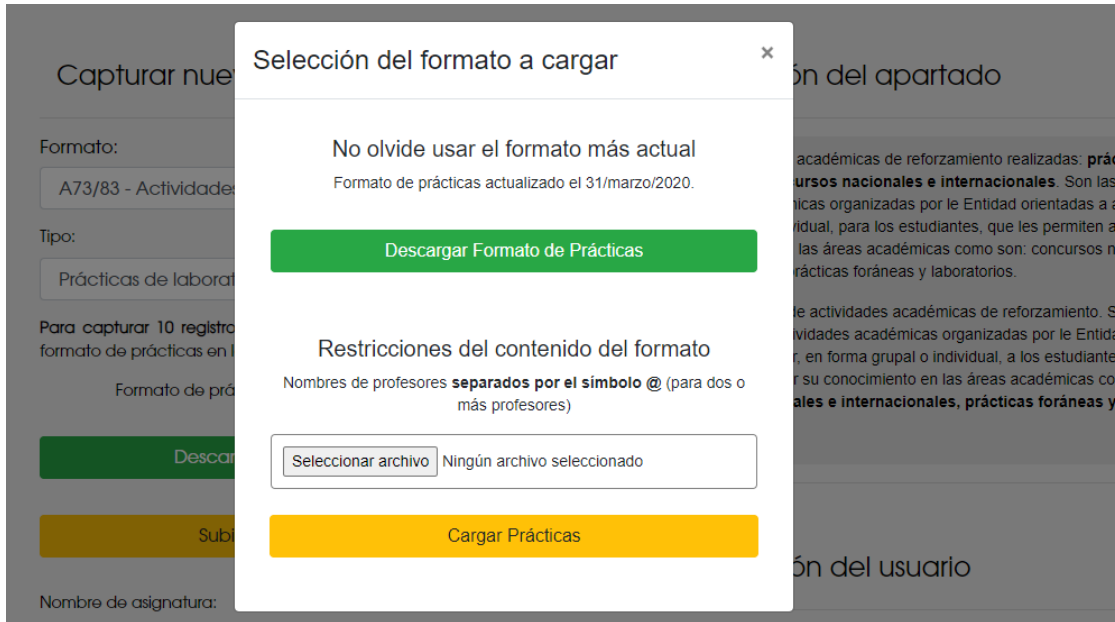 Capturar nue
Formato:
A73/83 - Actividades
Tipo:
Prácticas de laborat
Para capturar 10 registro
formato de prácticas en l
Formato de prá
Descar
Subi
Nombre de asignatura:
Selección del formato a cargar
×
No olvide usar el formato más actual
Formato de prácticas actualizado el 31/marzo/2020.
Descargar Formato de Prácticas
Restricciones del contenido del formato
Nombres de profesores separados por el símbolo @ (para dos o
más profesores)
Seleccionar archivo Ningún archivo seleccionado
Cargar Prácticas
ón del apartado
académicas de reforzamiento realizadas: prác
ursos nacionales e internacionales. Son las
nicas organizadas por le Entidad orientadas a a
vidual, para los estudiantes, que les permiten a
las áreas académicas como son: concursos n
rácticas foráneas y laboratorios.
de actividades académicas de reforzamiento. S
ividades académicas organizadas por le Entida
r, en forma grupal o individual, a los estudiante
r su conocimiento en las áreas académicas co
ales e internacionales, prácticas foráneas y
ón del usuario